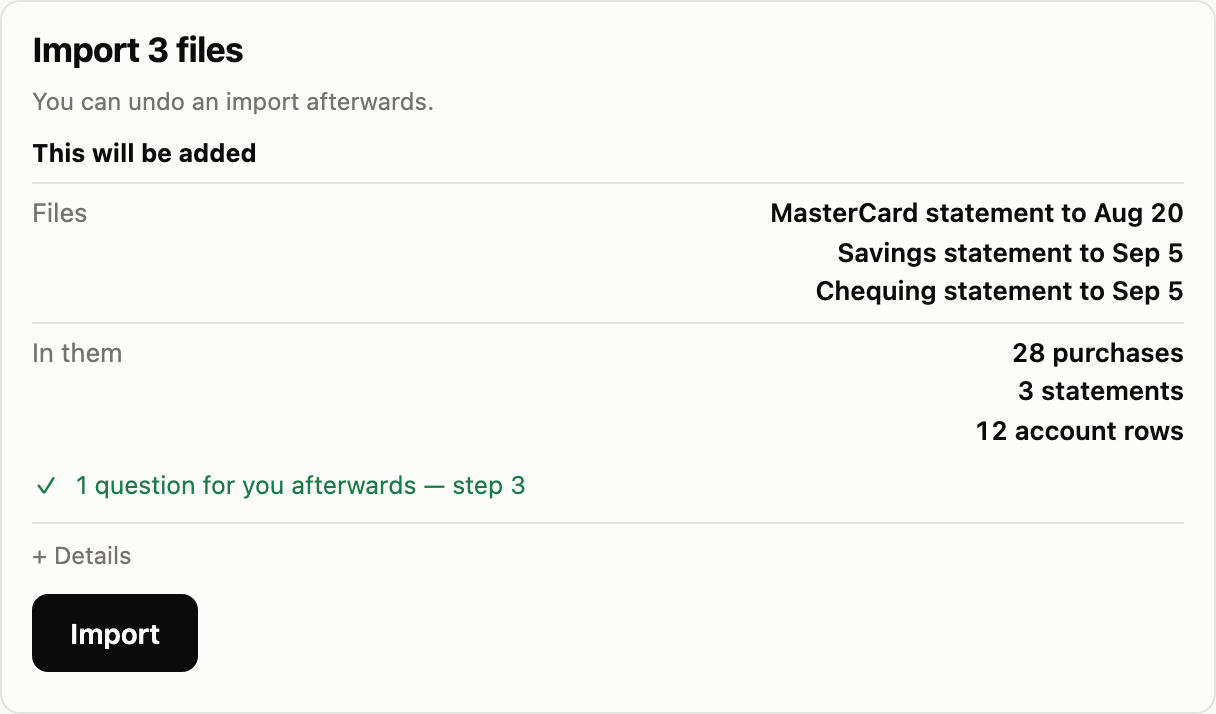 Import 3 files
You can undo an import afterwards.
This will be added
Files
MasterCard statement to Aug 20
Savings statement to Sep 5
Chequing statement to Sep 5
In them
28 purchases
3 statements
12 account rows
✓ 1 question for you afterwards — step 3
+ Details
Import